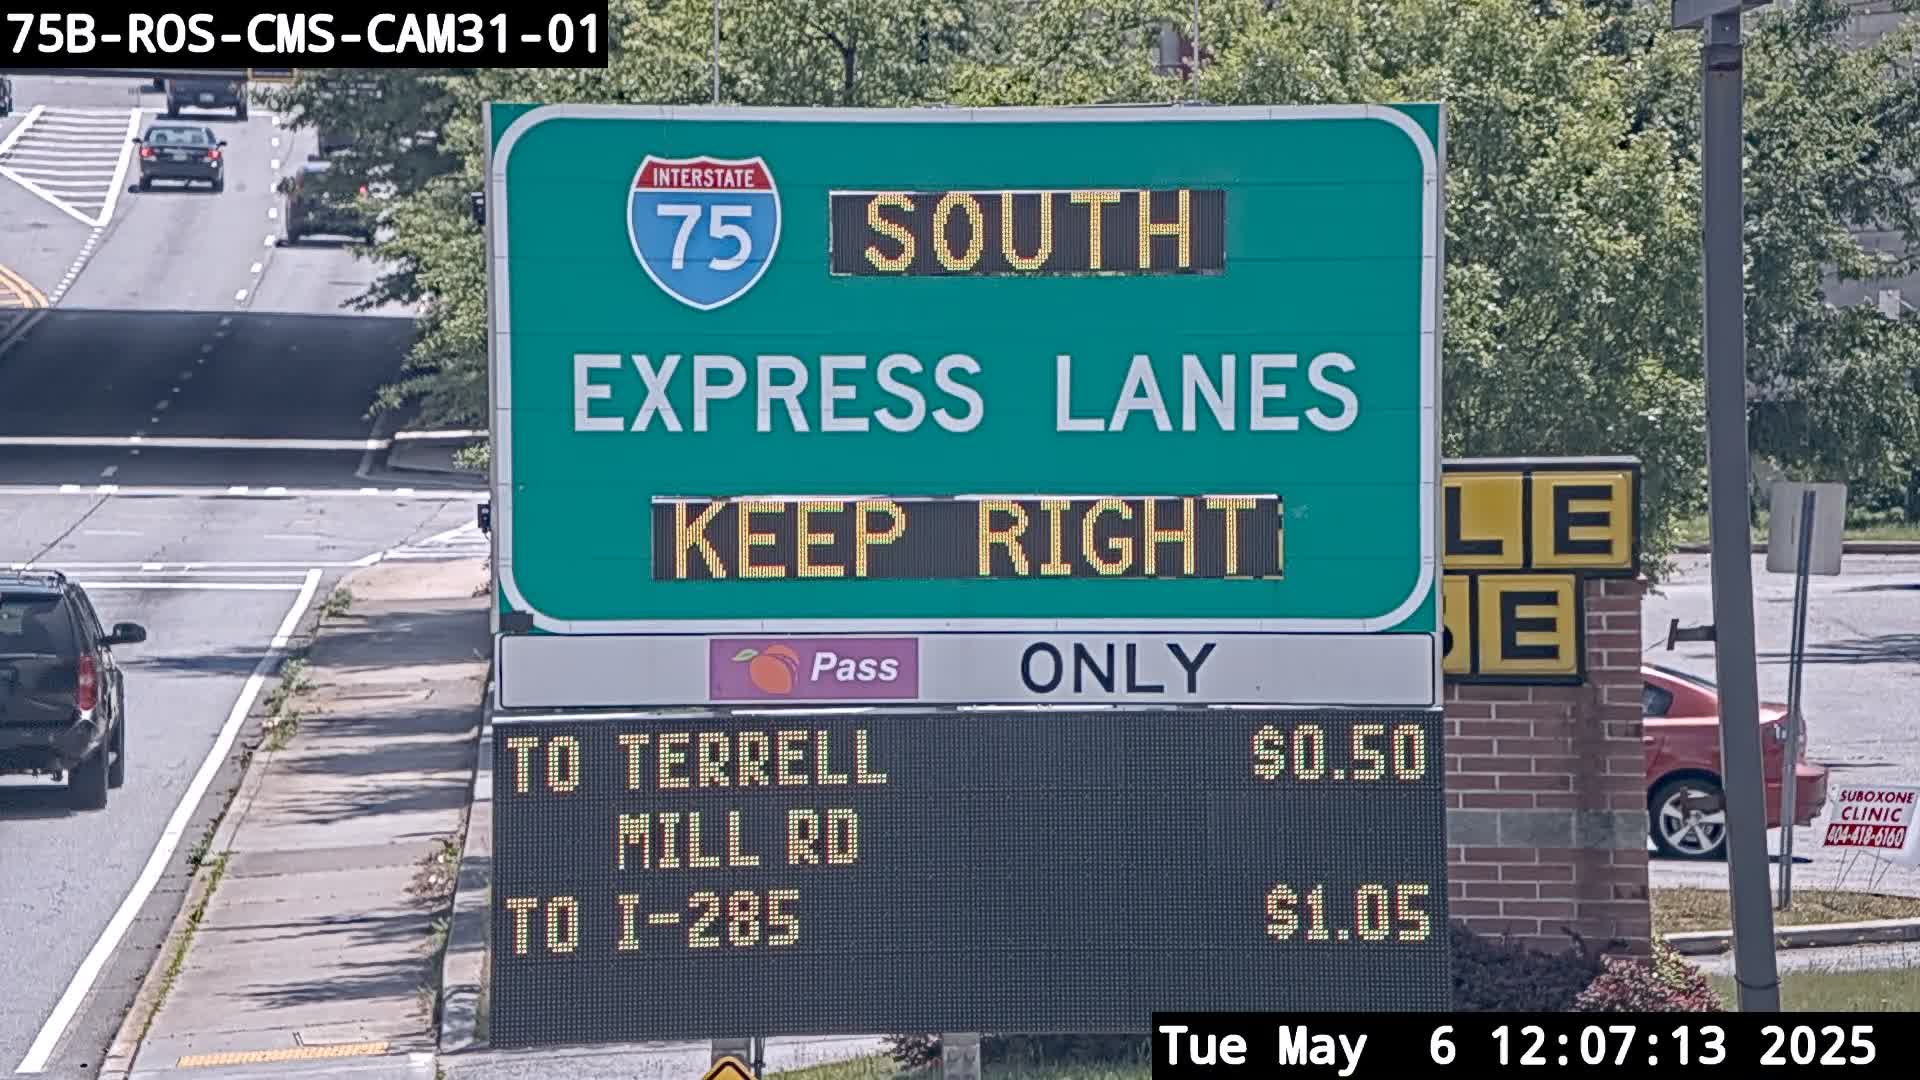 75B-ROS-CMS-CAM31-01
INTERSTATE
75
SOUTH
EXPRESS LANES
KEEP RIGHT
Pass ONLY
TO TERRELL $0.50
MILL RD
TO I-285 $1.05
LE
E
SUBOXONE
CLINIC
404-418-6160
Tue May 6 12:07:13 2025